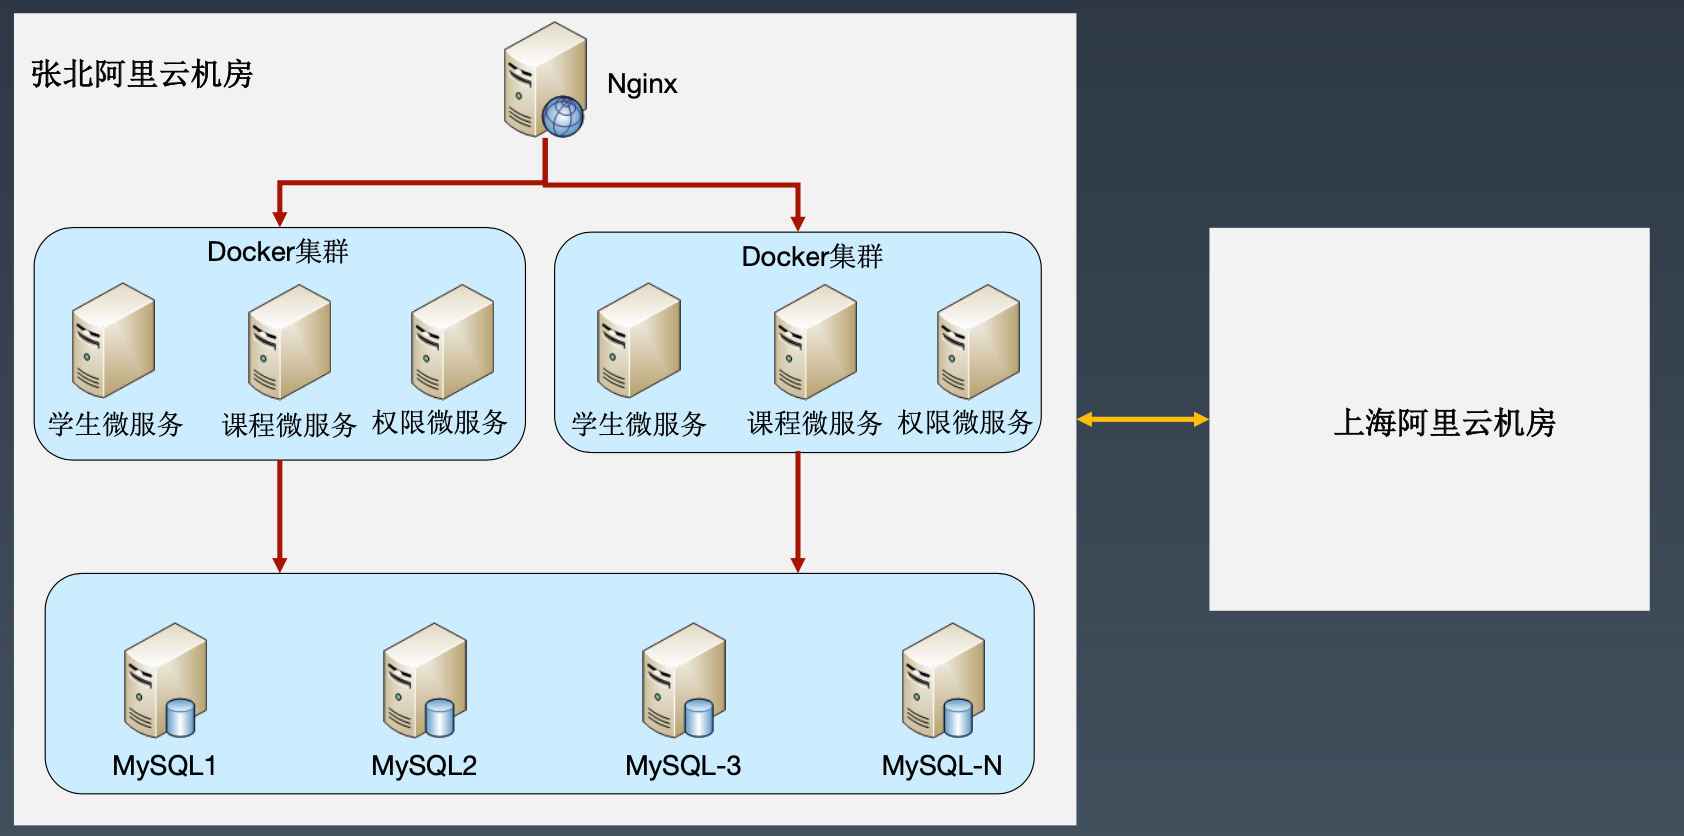 张北阿里云机房
Nginx
Docker集群
学生微服务
课程微服务
权限微服务
Docker集群
学生微服务
课程微服务
权限微服务
MySQL1
MySQL2
MySQL-3
MySQL-N
上海阿里云机房